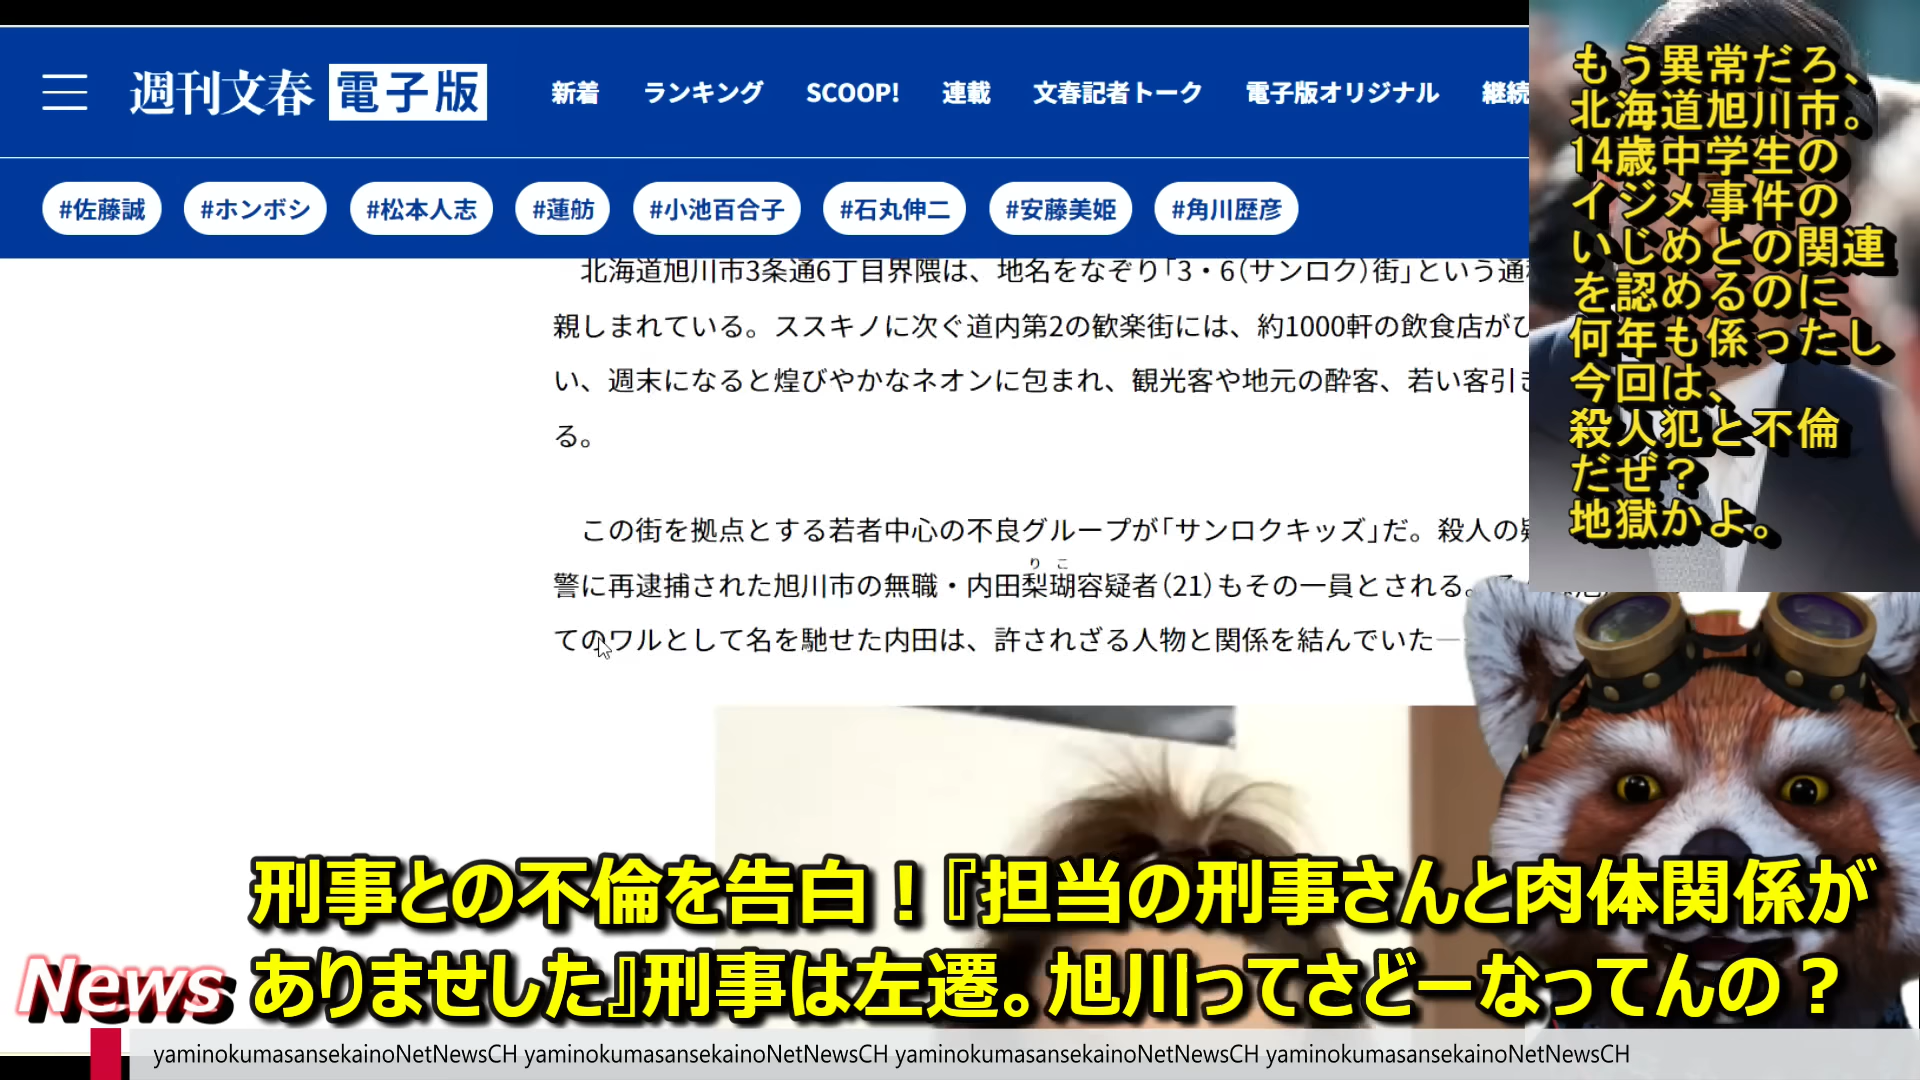 週刊文春 電子版
新着 ランキング SCOOP! 連載 文春記者トーク 電子版オリジナル 継続
#佐藤誠 #ホンボシ #松本人志 #蓮舫 #小池百合子 #石丸伸二 #安藤美姫 #角川歴彦
北海道旭川市3条通6丁目界隈は、地名をなぞり「3・6（サンロク）街」という通
親しまれている。ススキノに次ぐ道内第2の歓楽街には、約1000軒の飲食店がひ
い、週末になると煌びやかなネオンに包まれ、観光客や地元の酔客、若い客引き
る。
この街を拠点とする若者中心の不良グループが「サンロクキッズ」だ。殺人の疑
りこ
警に再逮捕された旭川市の無職・内田梨瑚容疑者（21）もその一員とされる。
てのワルとして名を馳せた内田は、許されざる人物と関係を結んでいた―
もう異常だろ、
北海道旭川市。
14歳中学生の
イジメ事件の
いじめとの関連
を認めるのに
何年も係ったし
今回は、
殺人犯と不倫
だぜ？
地獄かよ。
刑事との不倫を告白！『担当の刑事さんと肉体関係が
ありませした』刑事は左遷。旭川ってさどーなってんの？
News
yaminokumasansekainoNetNewsCH yaminokumasansekainoNetNewsCH yaminokumasansekainoNetNewsCH yaminokumasansekainoNetNewsCH